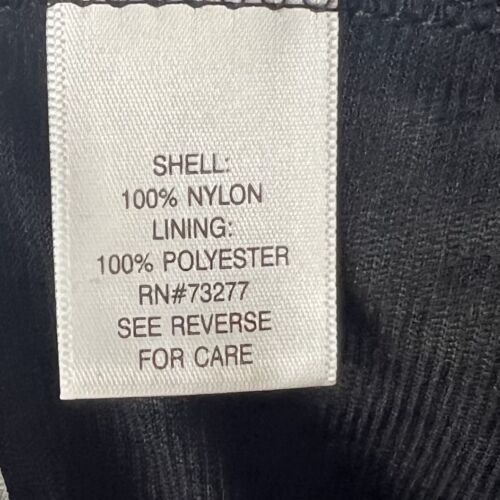 SHELL:
100% NYLON
LINING:
100% POLYESTER
RN#73277
SEE REVERSE
FOR CARE